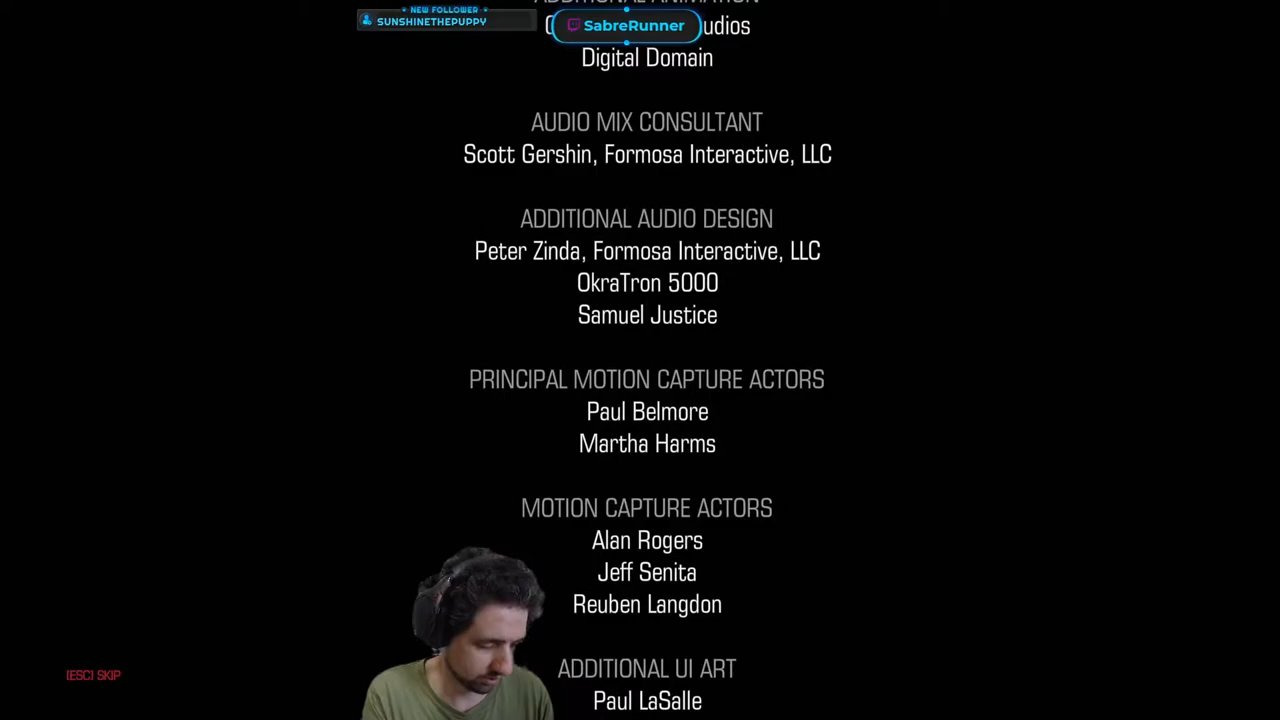 ADDITIONAL ANIMATION
NEW FOLLOWER
SUNSHINETHEPUPPY
SabreRunner
Digital Domain
AUDIO MIX CONSULTANT
Scott Gershin, Formosa Interactive, LLC
ADDITIONAL AUDIO DESIGN
Peter Zinda, Formosa Interactive, LLC
OkraTron 5000
Samuel Justice
PRINCIPAL MOTION CAPTURE ACTORS
Paul Belmore
Martha Harms
MOTION CAPTURE ACTORS
Alan Rogers
Jeff Senita
Reuben Langdon
ADDITIONAL UI ART
Paul LaSalle
[ESC] SKIP